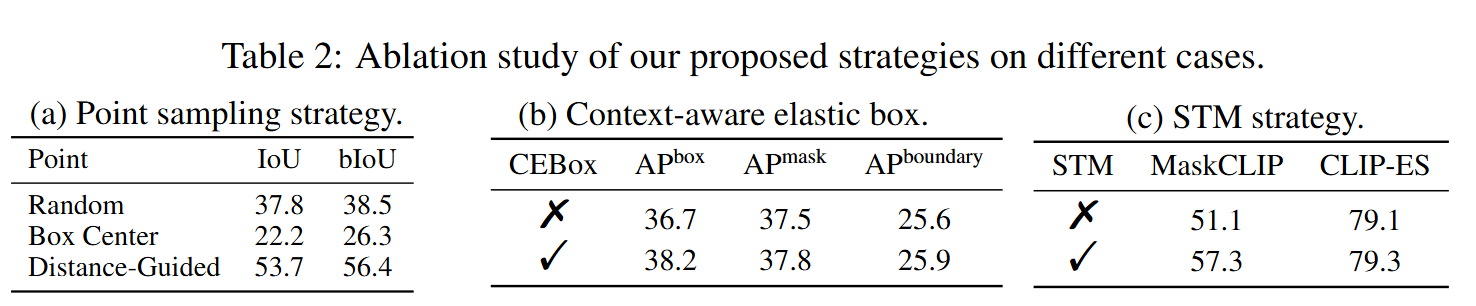 Table 2: Ablation study of our proposed strategies on different cases.
(a) Point sampling strategy.
Point IoU bIoU
Random 37.8 38.5
Box Center 22.2 26.3
Distance-Guided 53.7 56.4
(b) Context-aware elastic box.
CEBox AP^box AP^mask AP^boundary
✗ 36.7 37.5 25.6
✓ 38.2 37.8 25.9
(c) STM strategy.
STM MaskCLIP CLIP-ES
✗ 51.1 79.1
✓ 57.3 79.3